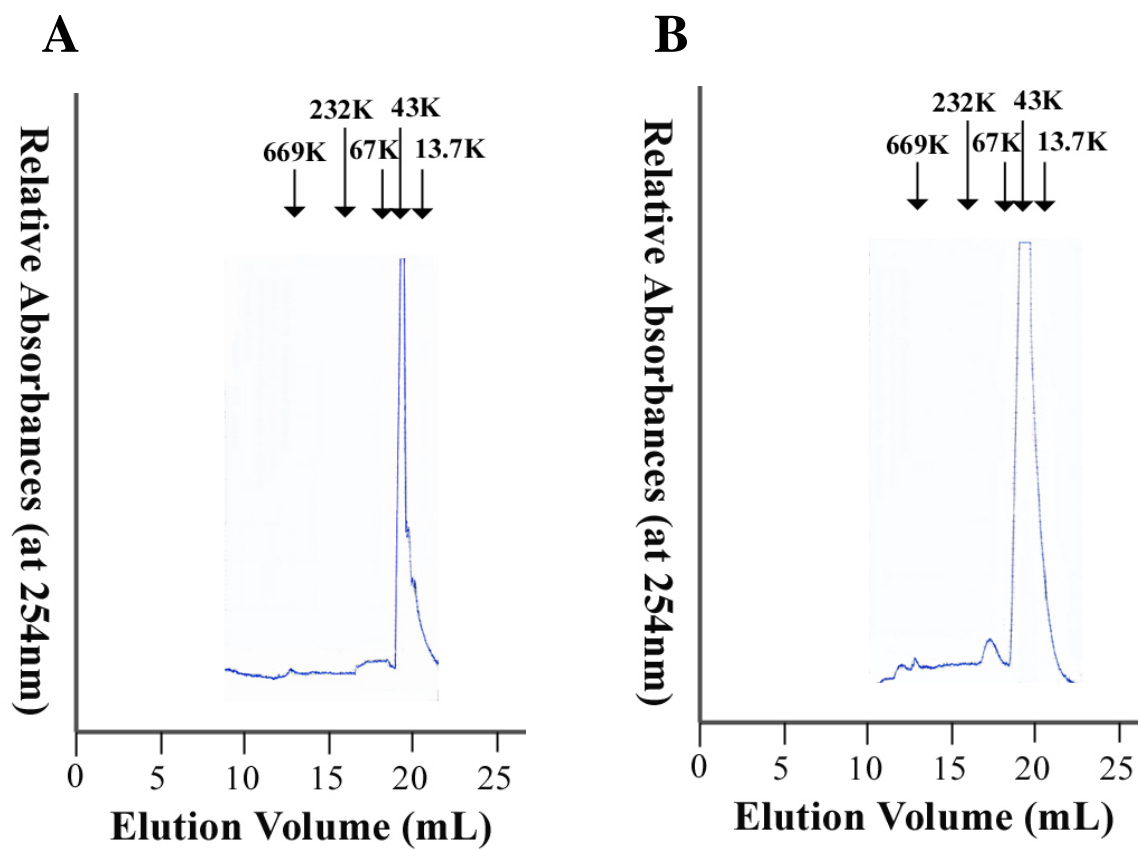 A
232K 43K
669K 67K 13.7K
Relative Absorbances (at 254nm)
0 5 10 15 20 25
Elution Volume (mL)
B
232K 43K
669K 67K 13.7K
Relative Absorbances (at 254nm)
0 5 10 15 20 25
Elution Volume (mL)